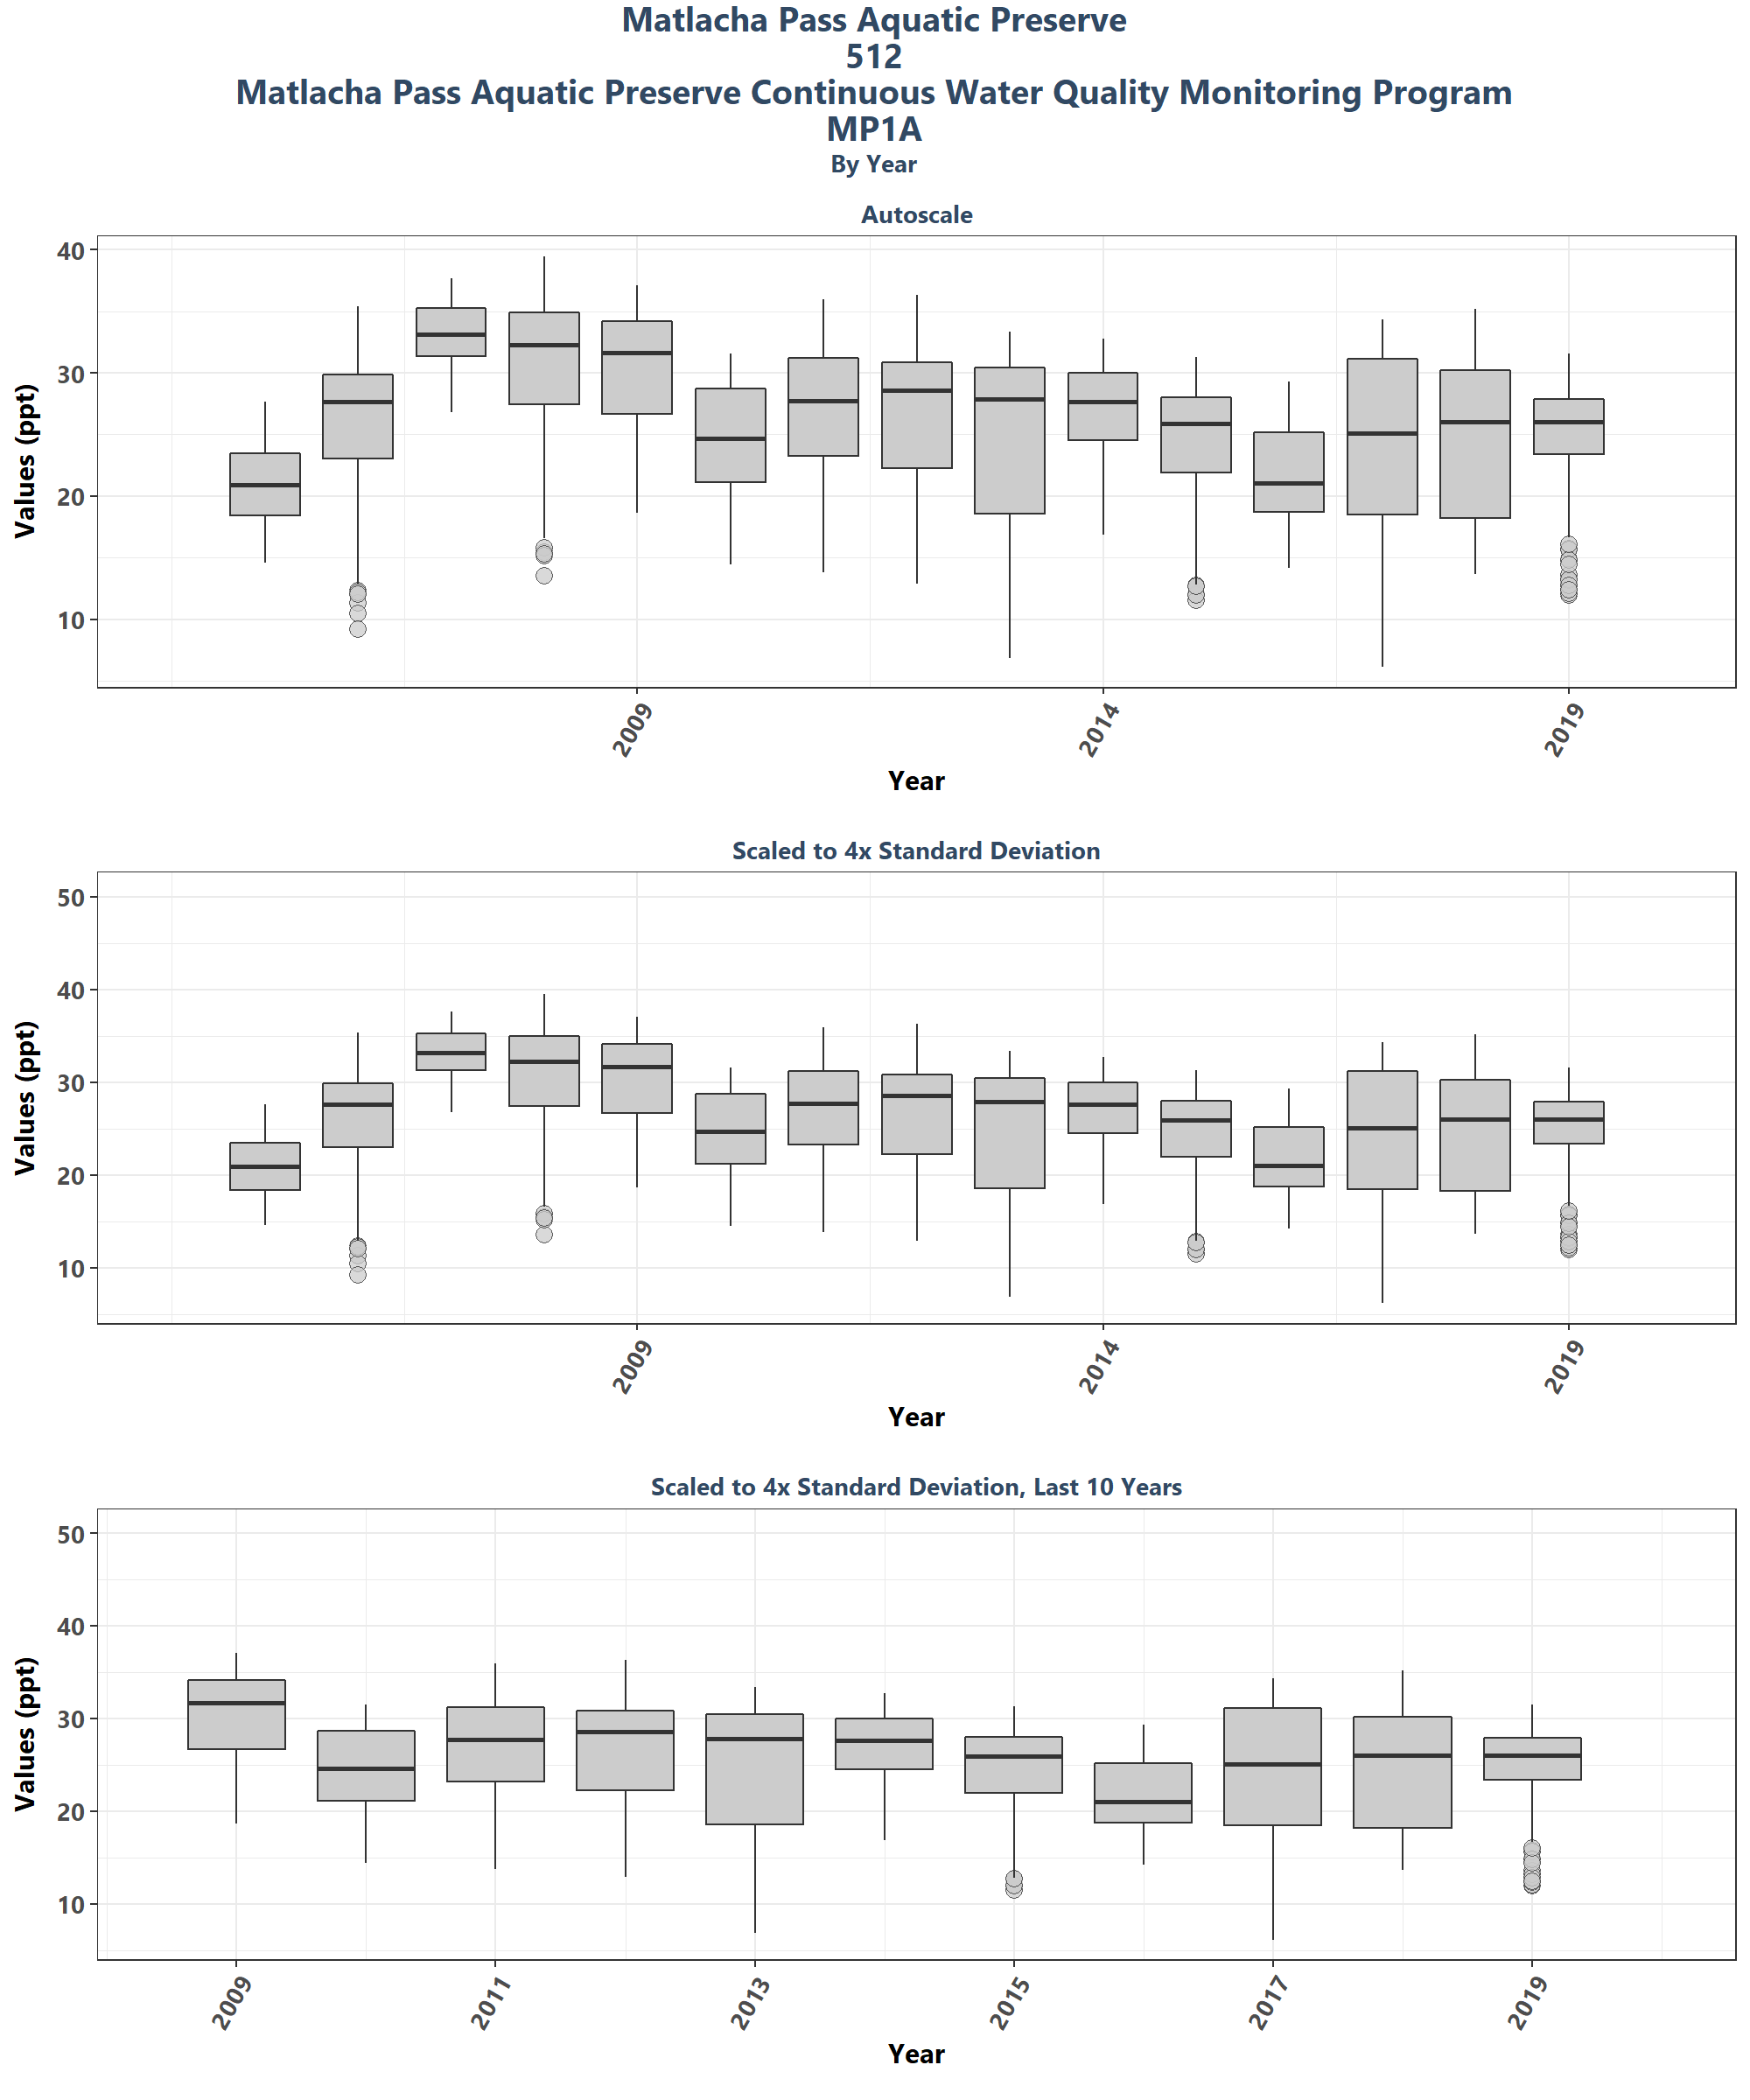 Matlacha Pass Aquatic Preserve
512
Matlacha Pass Aquatic Preserve Continuous Water Quality Monitoring Program
MP1A
By Year
Autoscale
Values (ppt)
40
30
20
10
2009
2014
2019
Year
Scaled to 4x Standard Deviation
Values (ppt)
50
40
30
20
10
2009
2014
2019
Year
Scaled to 4x Standard Deviation, Last 10 Years
Values (ppt)
50
40
30
20
10
2009
2011
2013
2015
2017
2019
Year